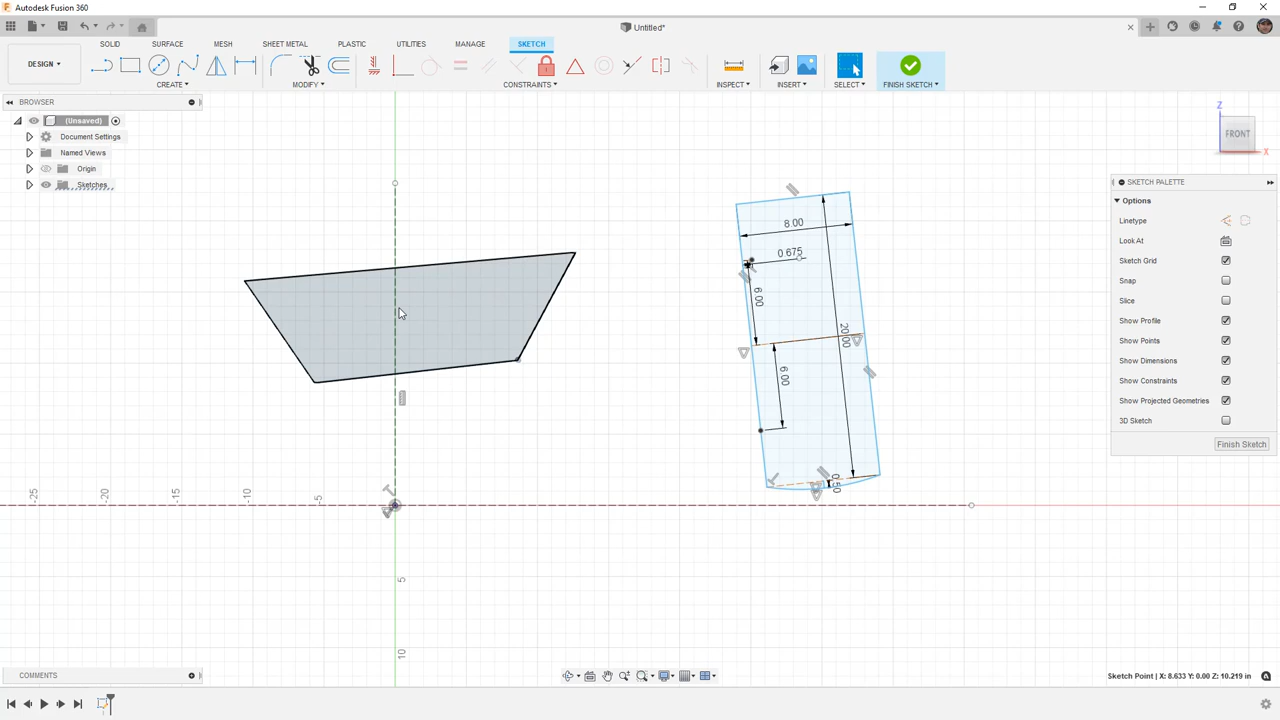 Autodesk Fusion 360
Untitled*
DESIGN
SOLID SURFACE MESH SHEET METAL PLASTIC UTILITIES MANAGE SKETCH
CREATE MODIFY CONSTRAINTS INSPECT INSERT SELECT FINISH SKETCH
BROWSER
(Unsaved)
Document Settings
Named Views
Origin
Sketches
Z
FRONT
X
SKETCH PALETTE
Options
Linetype
Look At
Sketch Grid
Snap
Slice
Show Profile
Show Points
Show Dimensions
Show Constraints
Show Projected Geometries
3D Sketch
Finish Sketch
8.00
0.675
6.00
20.00
6.00
0.50
-25 -20 -15 -10 -5
5
10
COMMENTS
Sketch Point | X: 8.633 Y: 0.00 Z: 10.219 in